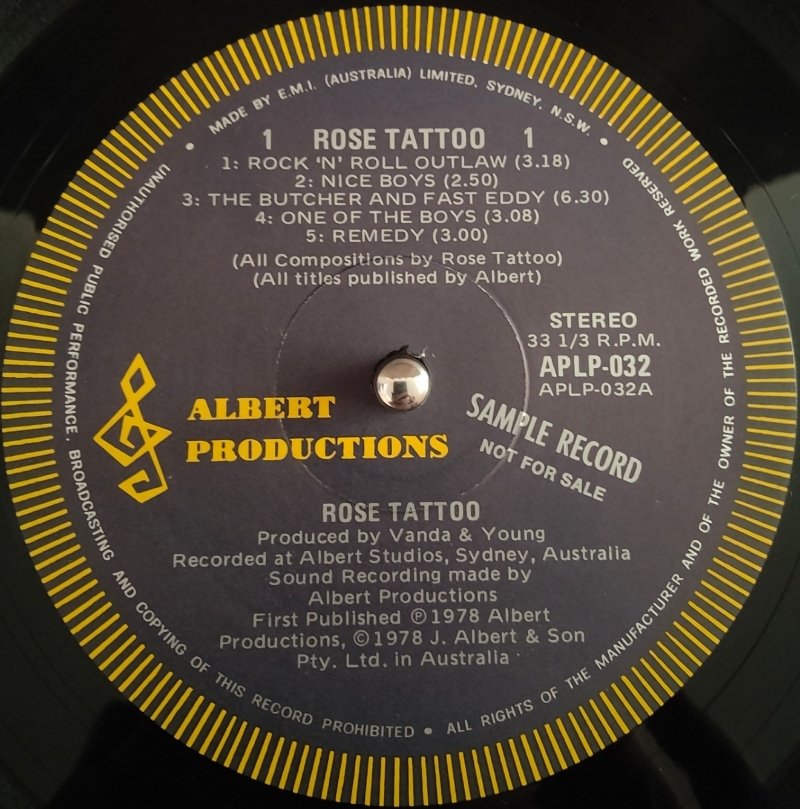 MADE BY E.M.I. (AUSTRALIA) LIMITED, SYDNEY, N.S.W. •
1 ROSE TATTOO 1
1: ROCK 'N' ROLL OUTLAW (3.18)
2: NICE BOYS (2.50)
3: THE BUTCHER AND FAST EDDY (6.30)
4: ONE OF THE BOYS (3.08)
5: REMEDY (3.00)
(All Compositions by Rose Tattoo)
(All titles published by Albert)
STEREO
33 1/3 R.P.M.
APLP-032
APLP-032A
ALBERT
PRODUCTIONS
SAMPLE RECORD
NOT FOR SALE
ROSE TATTOO
Produced by Vanda & Young
Recorded at Albert Studios, Sydney, Australia
Sound Recording made by
Albert Productions
First Published ℗1978 Albert
Productions, ©1978 J. Albert & Son
Pty. Ltd. in Australia
UNAUTHORISED PUBLIC PERFORMANCE, BROADCASTING AND COPYING OF THIS RECORD PROHIBITED • ALL RIGHTS OF THE MANUFACTURER AND OF THE OWNER OF THE RECORDED WORK RESERVED •